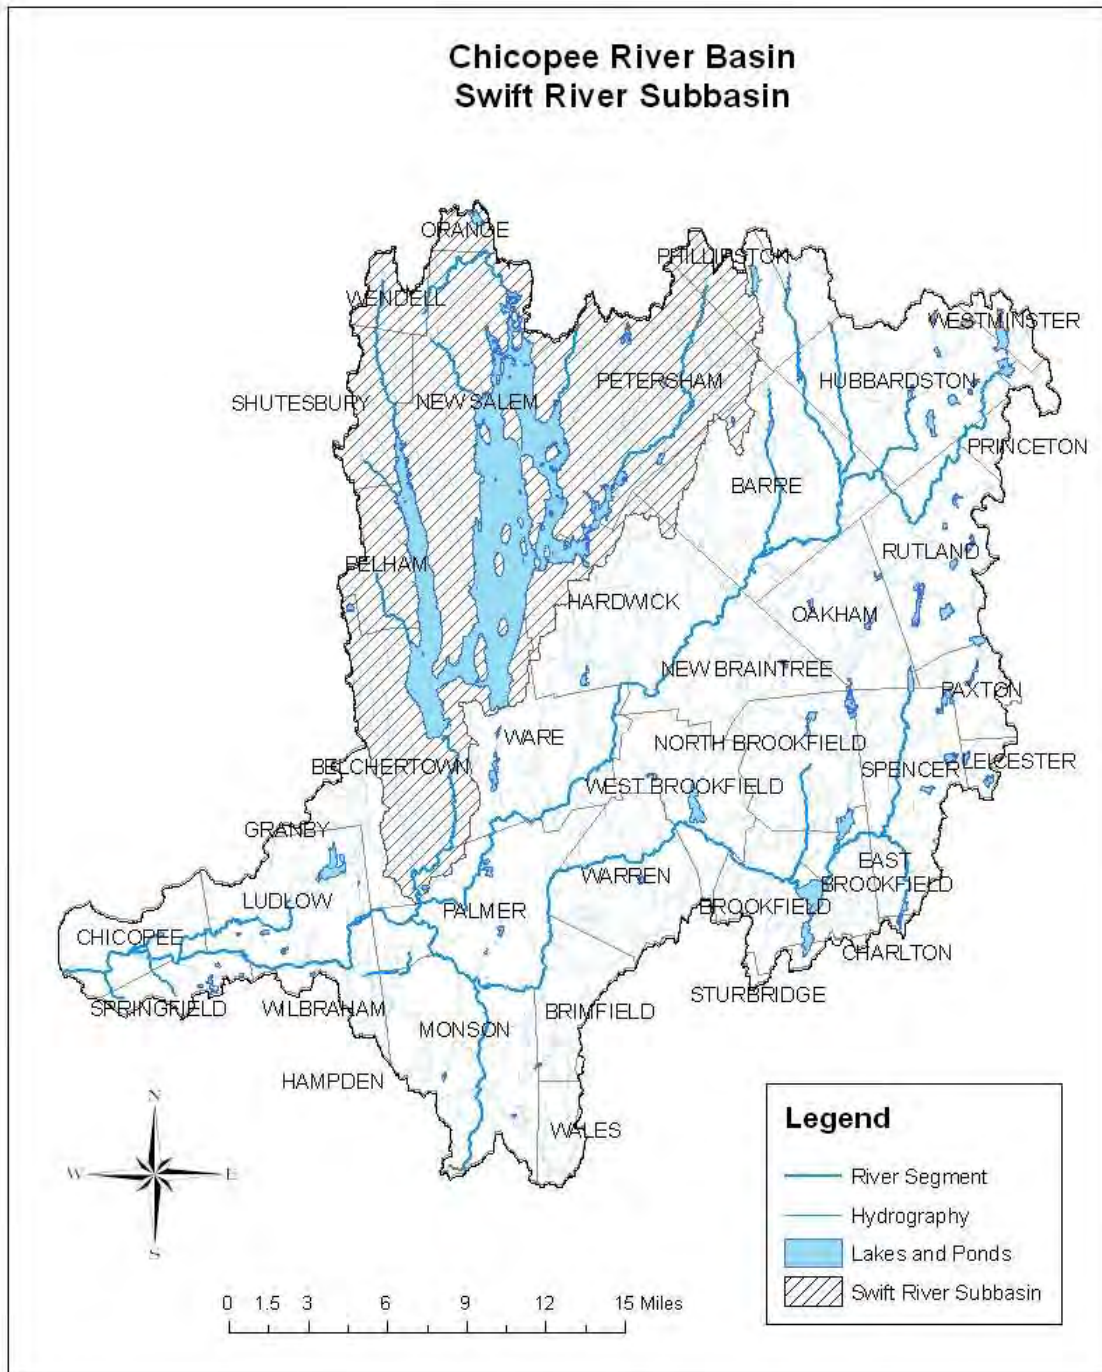 Chicopee River Basin
Swift River Subbasin
ORANGE
PHILLIPSTON
WENDELL
WESTMINSTER
SHUTESBURY
NEW SALEM
PETERSHAM
HUBBARDSTON
PRINCETON
BARRE
RUTLAND
PELHAM
HARDWICK
OAKHAM
NEW BRAINTREE
PAXTON
WARE
NORTH BROOKFIELD
BELCHERTOWN
WEST BROOKFIELD
SPENCER
LEICESTER
GRANBY
WARREN
EAST
BROOKFIELD
LUDLOW
PALMER
BROOKFIELD
CHICOPEE
CHARLTON
STURBRIDGE
SPRINGFIELD
WILBRAHAM
MONSON
BRIMFIELD
HAMPDEN
WALES
N
W
E
S
Legend
River Segment
Hydrography
Lakes and Ponds
Swift River Subbasin
0 1.5 3 6 9 12 15 Miles